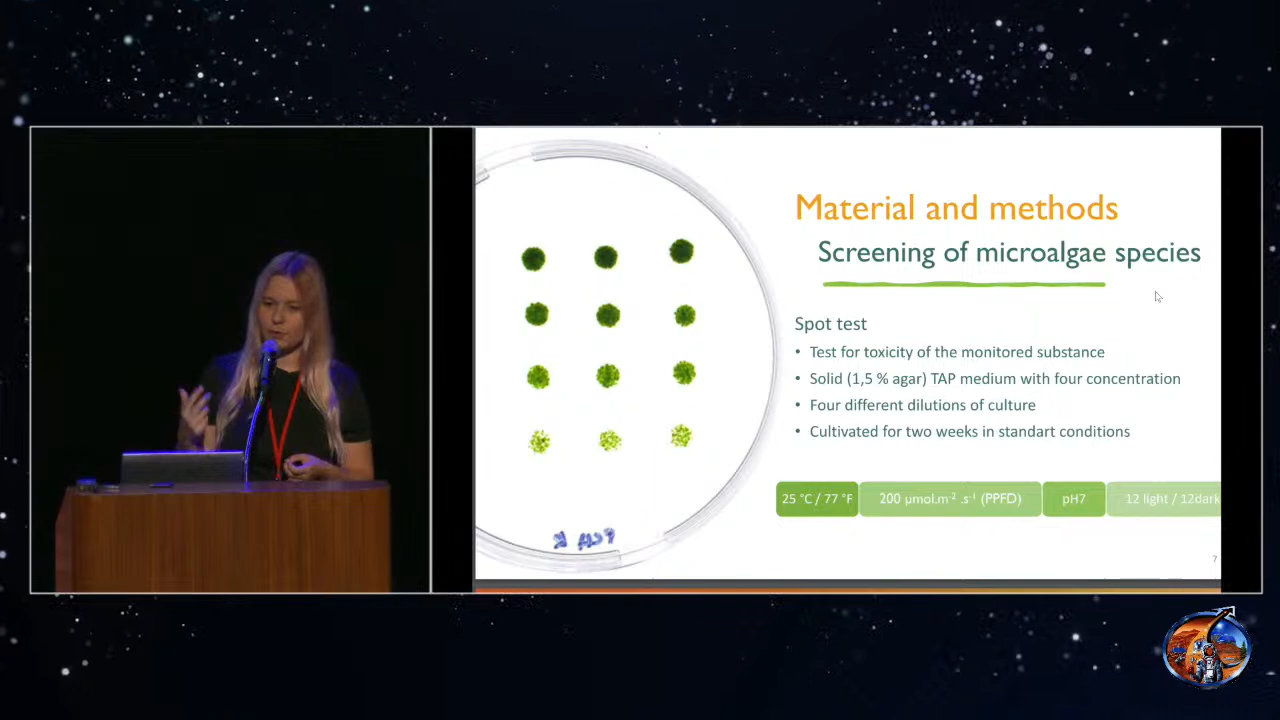 Material and methods
Screening of microalgae species
Spot test
• Test for toxicity of the monitored substance
• Solid (1,5 % agar) TAP medium with four concentration
• Four different dilutions of culture
• Cultivated for two weeks in standart conditions
25 °C / 77 °F
200 µmol.m⁻² .s⁻¹ (PPFD)
pH7
12 light / 12dark
7